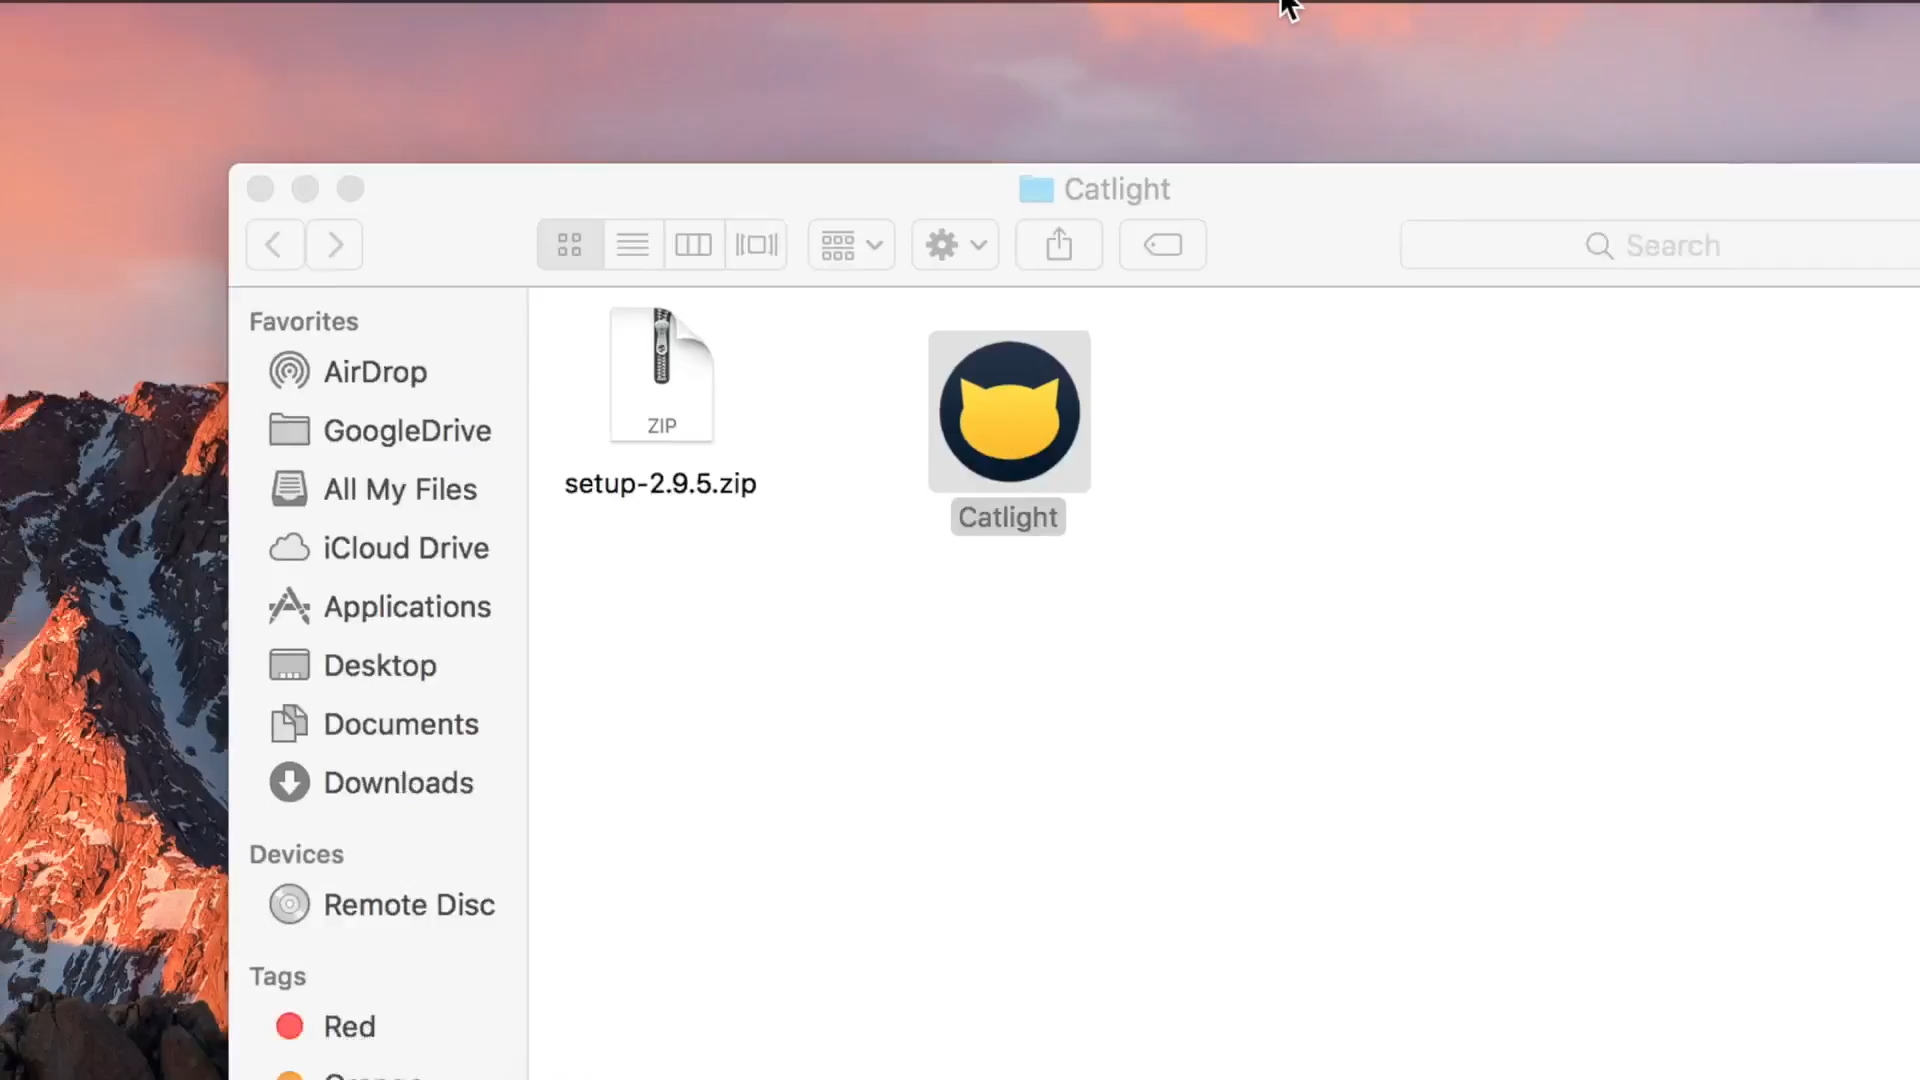 Catlight
Search
Favorites
AirDrop
GoogleDrive
All My Files
iCloud Drive
Applications
Desktop
Documents
Downloads
Devices
Remote Disc
Tags
Red
ZIP
setup-2.9.5.zip
Catlight